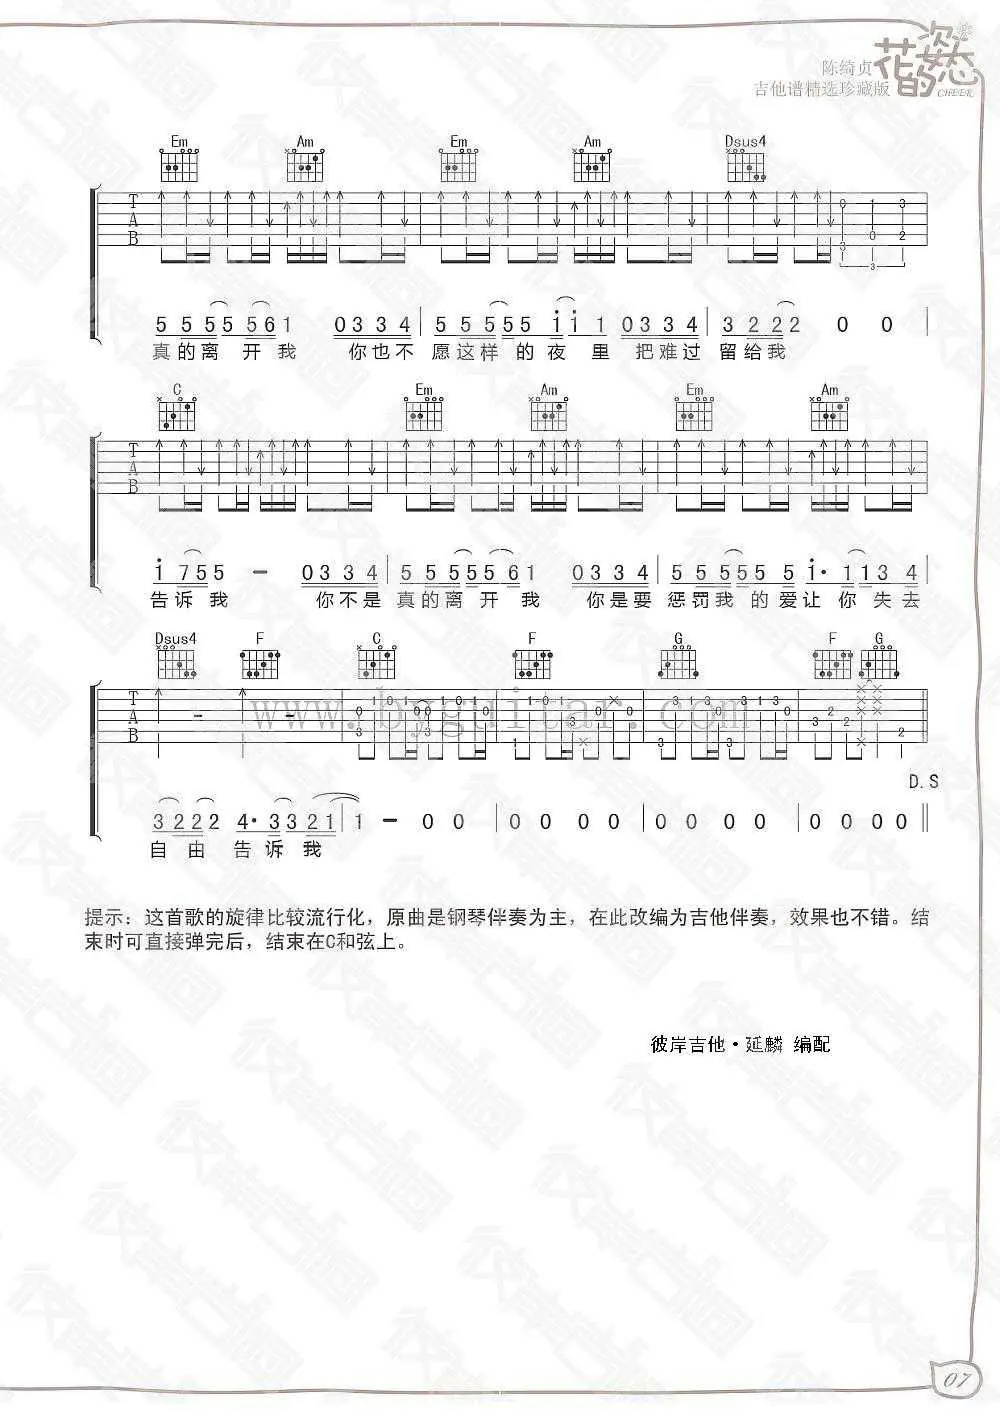 花的姿态
CHEER
陈绮贞
吉他谱精选珍藏版
Em Am Em Am Dsus4
T
A
B
0 1 3
0 2
3
3
5 5 5 5 5 5 6 1 0 3 3 4 5 5 5 5 5 5 1 1 1 0 3 3 4 3 2 2 2 0 0
真的离 开我 你也不 愿这样 的夜 里 把难过 留给我
C Em Am Em Am
T
A
B
1 7 5 5 - 0 3 3 4 5 5 5 5 5 5 6 1 0 3 3 4 5 5 5 5 5 5 1· 1 1 3 4
告诉我 你不是 真的离开我 你是要 惩罚我 的爱让 你 失去
Dsus4 F C F G F G
T
A
B
www.byguitar.com
D.S
3 2 2 2 4· 3 3 2 1 1 - 0 0 0 0 0 0 0 0 0 0 0 0 0 0
自由 告诉我
提示：这首歌的旋律比较流行化，原曲是钢琴伴奏为主，在此改编为吉他伴奏，效果也不错。结
束时可直接弹完后，结束在C和弦上。
彼岸吉他·延麟 编配
07